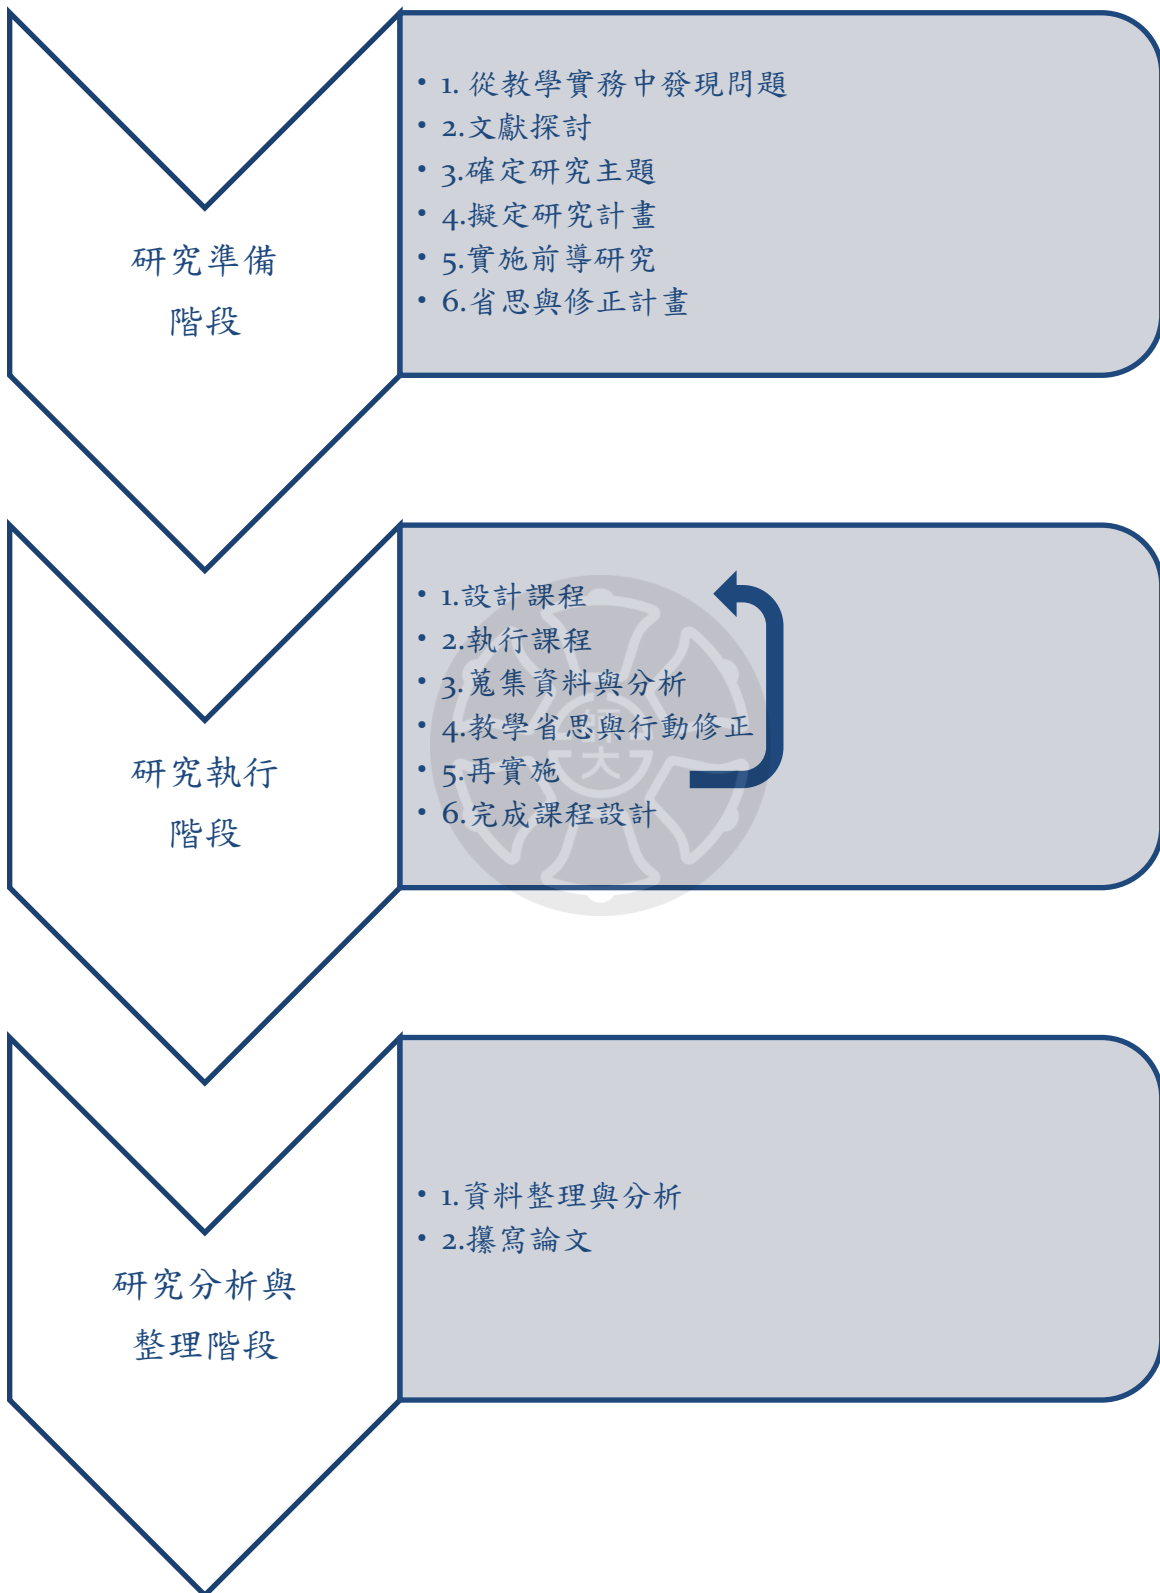 研究準備
階段
• 1. 從教學實務中發現問題
• 2.文獻探討
• 3.確定研究主題
• 4.擬定研究計畫
• 5.實施前導研究
• 6.省思與修正計畫
研究執行
階段
• 1.設計課程
• 2.執行課程
• 3.蒐集資料與分析
• 4.教學省思與行動修正
• 5.再實施
• 6.完成課程設計
研究分析與
整理階段
• 1.資料整理與分析
• 2.攥寫論文